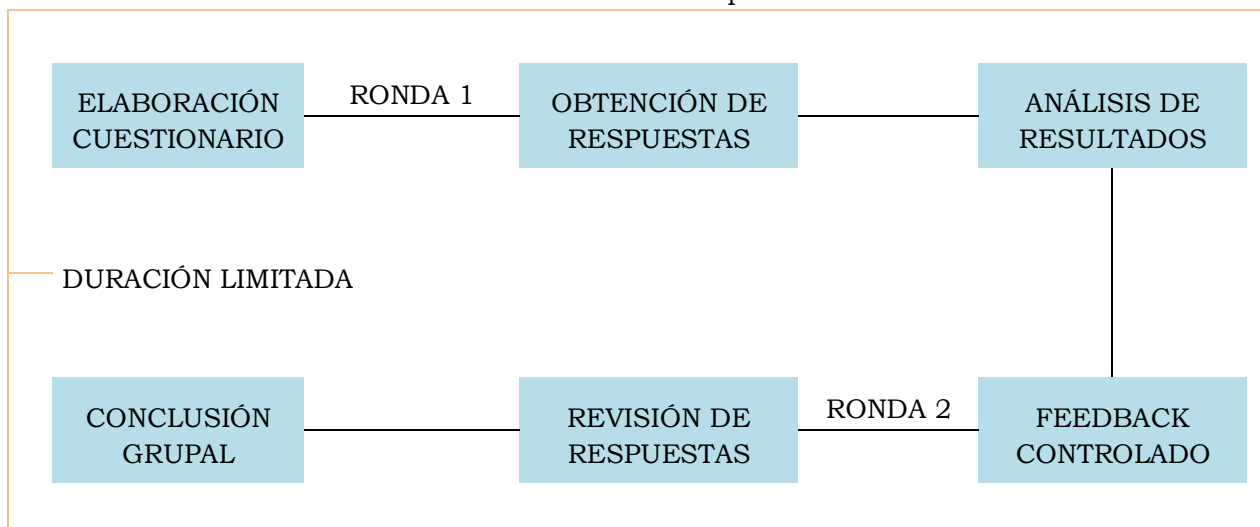 ELABORACIÓN
CUESTIONARIO
RONDA 1
OBTENCIÓN DE
RESPUESTAS
ANÁLISIS DE
RESULTADOS
DURACIÓN LIMITADA
CONCLUSIÓN
GRUPAL
REVISIÓN DE
RESPUESTAS
RONDA 2
FEEDBACK
CONTROLADO